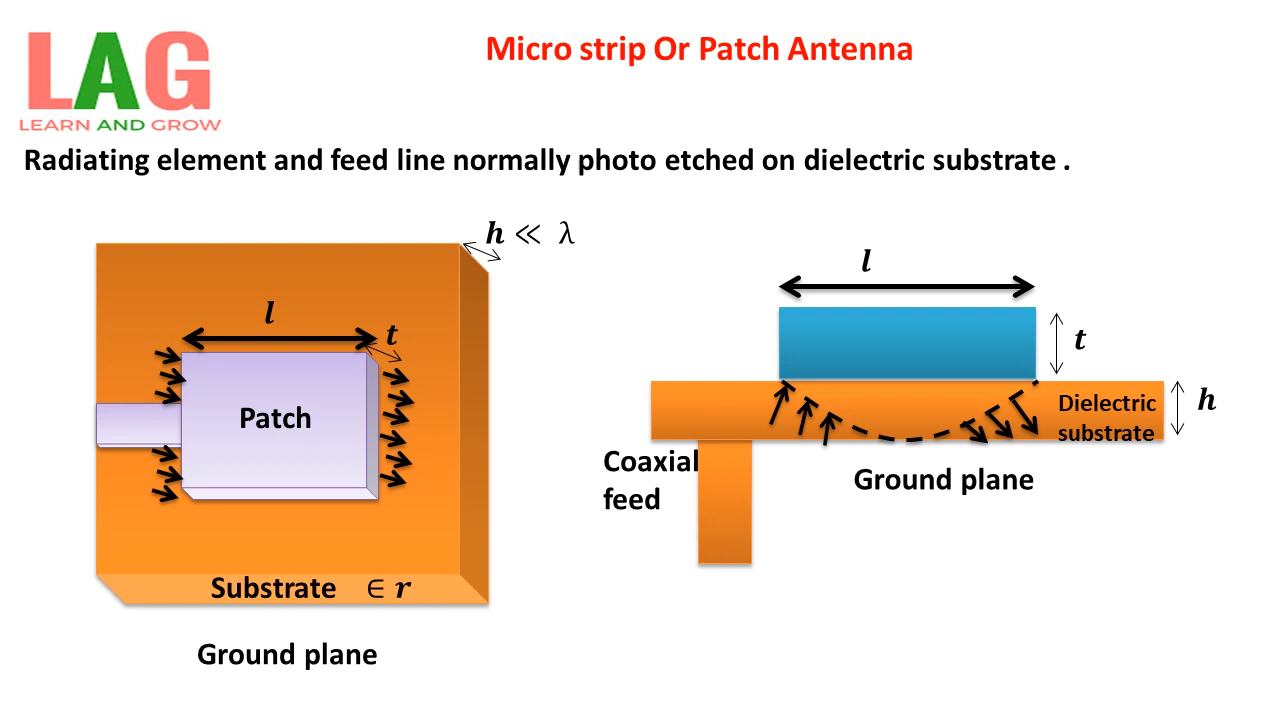 LAG
LEARN AND GROW
Micro strip Or Patch Antenna
Radiating element and feed line normally photo etched on dielectric substrate .
h ≪ λ
l
t
Patch
Substrate ∈ r
Ground plane
l
t
h
Dielectric
substrate
Coaxial
feed
Ground plane